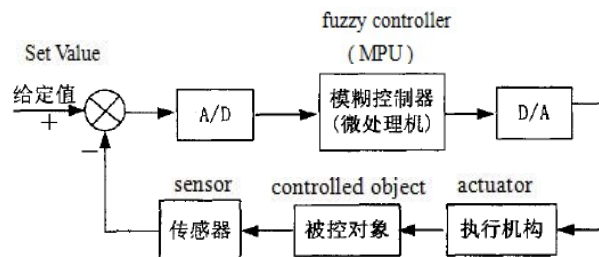 fuzzy controller
Set Value
( MPU )
给定值
+
A/D
模糊控制器
(微处理机)
D/A
−
sensor
controlled object
actuator
传感器
被控对象
执行机构